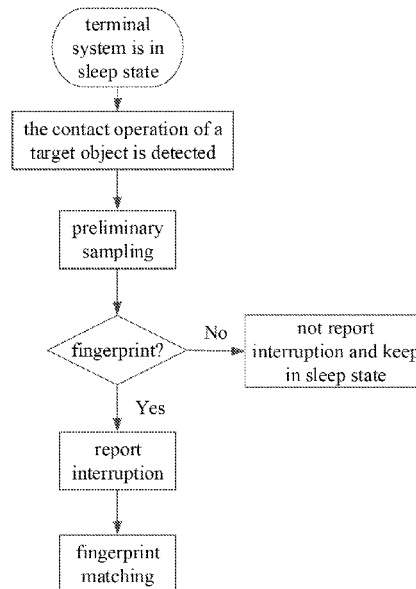 terminal
system is in
sleep state
the contact operation of a
target object is detected
preliminary
sampling
fingerprint?
No
not report
interruption and keep
in sleep state
Yes
report
interruption
fingerprint
matching